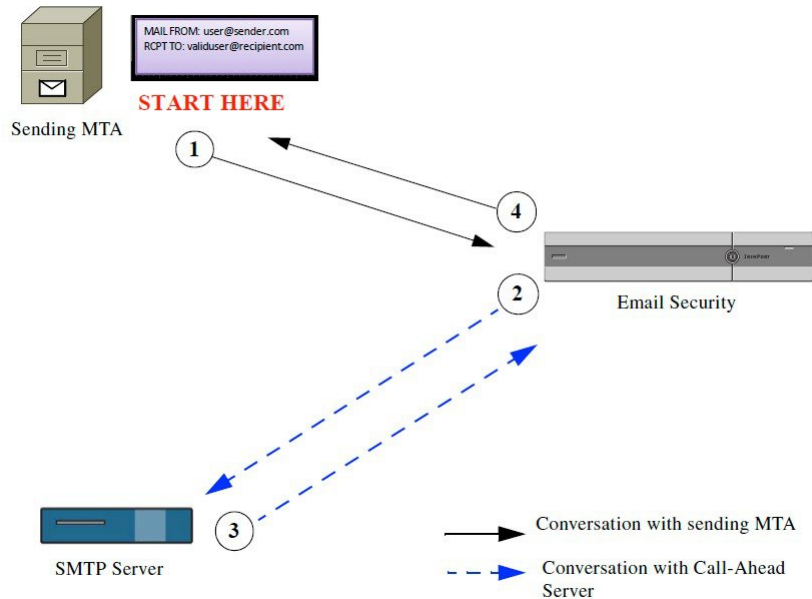 MAIL FROM: user@sender.com
RCPT TO: validuser@recipient.com
START HERE
Sending MTA
1
4
2
Email Security
3
SMTP Server
Conversation with sending MTA
Conversation with Call-Ahead
Server